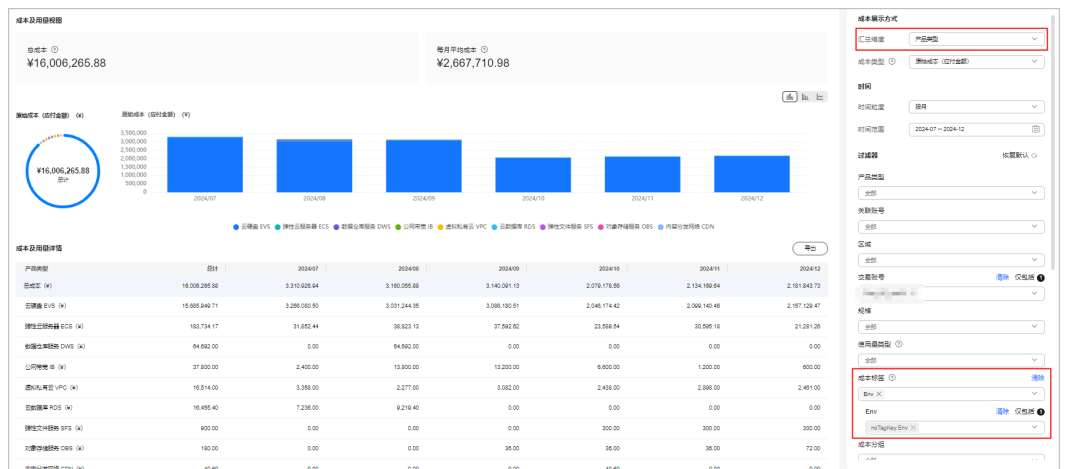 成本及用量视图
总成本
¥16,006,265.88
每月平均成本
¥2,667,710.98
原始成本（应付金额）（¥）
¥16,006,265.88
总计
原始成本（应付金额）（¥）
3,500,000
3,000,000
2,500,000
2,000,000
1,500,000
1,000,000
500,000
0
2024/07 2024/08 2024/09 2024/10 2024/11 2024/12
云硬盘 EVS 弹性云服务器 ECS 数据仓库服务 DWS 公网带宽 IB 虚拟私有云 VPC 云数据库 RDS 弹性文件服务 SFS 对象存储服务 OBS 内容分发网络 CDN
成本及用量详情
导出
产品类型 总计 2024/07 2024/08 2024/09 2024/10 2024/11 2024/12
总成本（¥） 16,006,265.88 3,310,928.94 3,160,055.88 3,140,091.13 2,079,178.56 2,134,169.64 2,181,843.73
云硬盘 EVS（¥） 15,685,949.71 3,266,080.50 3,031,244.35 3,086,180.51 2,046,174.42 2,099,140.46 2,157,129.47
弹性云服务器 ECS（¥） 183,734.17 31,852.44 38,823.13 37,592.62 23,589.64 30,595.18 21,281.26
数据仓库服务 DWS（¥） 64,692.00 0.00 64,692.00 0.00 0.00 0.00 0.00
公网带宽 IB（¥） 37,800.00 2,400.00 13,800.00 13,200.00 6,600.00 1,200.00 600.00
虚拟私有云 VPC（¥） 16,514.00 3,358.00 2,277.00 3,082.00 2,438.00 2,898.00 2,461.00
云数据库 RDS（¥） 16,455.40 7,236.00 9,219.40 0.00 0.00 0.00 0.00
弹性文件服务 SFS（¥） 900.00 0.00 0.00 0.00 300.00 300.00 300.00
对象存储服务 OBS（¥） 180.00 0.00 0.00 36.00 36.00 36.00 72.00
成本展示方式
汇总维度 产品类型
成本类型 原始成本（应付金额）
时间
时间粒度 按月
时间范围 2024-07 – 2024-12
过滤器 恢复默认
产品类型
全部
关联账号
全部
区域
全部
交易账号 清除 仅包括 1
规格
全部
使用量类型
全部
成本标签 清除
Env ×
Env 清除 仅包括 1
noTagKey:Env ×
成本分组